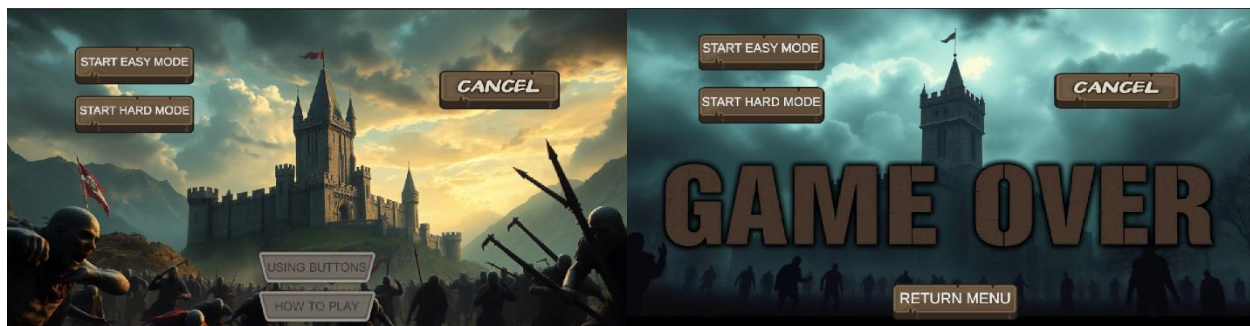 START EASY MODE
START HARD MODE
CANCEL
USING BUTTONS
HOW TO PLAY
START EASY MODE
START HARD MODE
CANCEL
GAME OVER
RETURN MENU